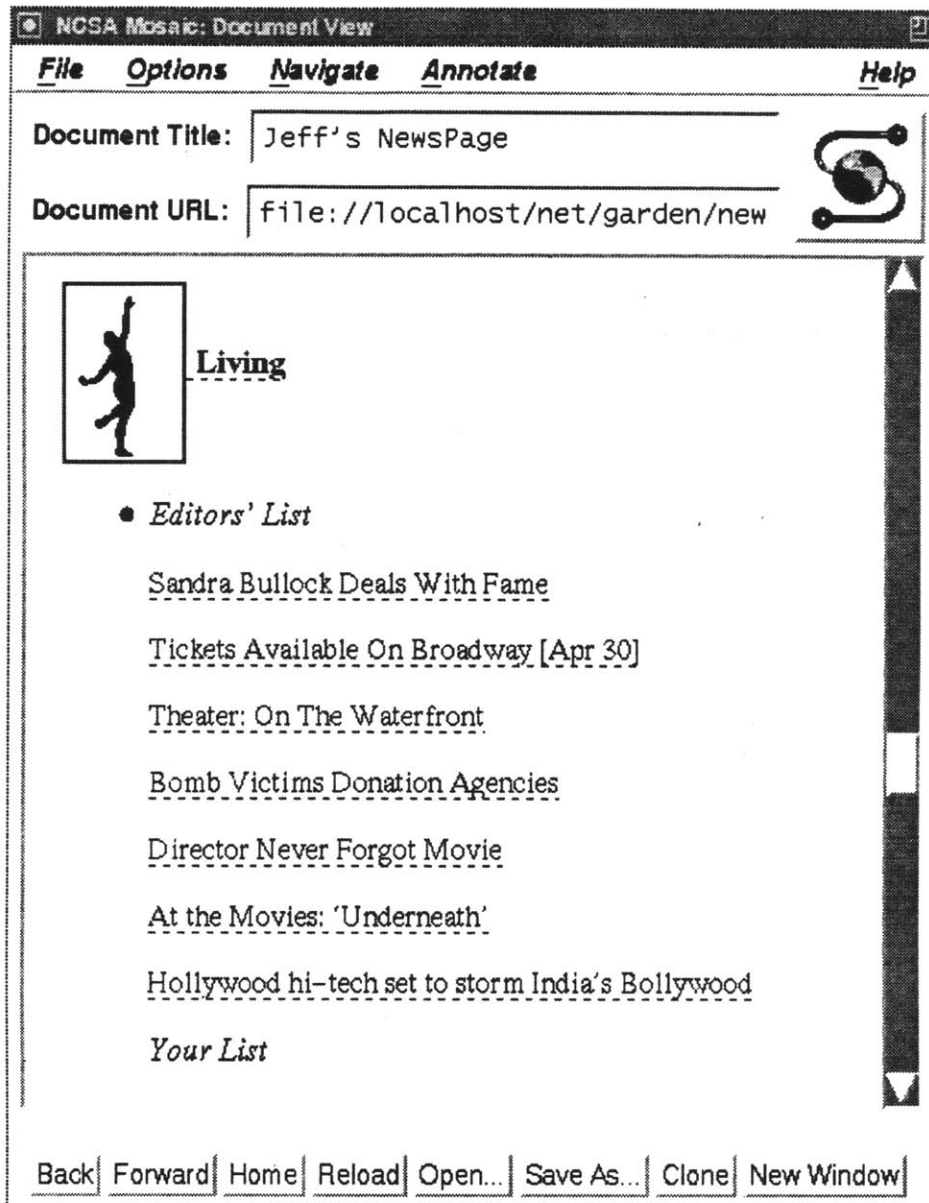 NCSA Mosaic: Document View
File Options Navigate Annotate Help
Document Title: Jeff's NewsPage
Document URL: file://localhost/net/garden/new
Living
• Editors' List
Sandra Bullock Deals With Fame
Tickets Available On Broadway [Apr 30]
Theater: On The Waterfront
Bomb Victims Donation Agencies
Director Never Forgot Movie
At the Movies: 'Underneath'
Hollywood hi-tech set to storm India's Bollywood
Your List
Back Forward Home Reload Open... Save As... Clone New Window